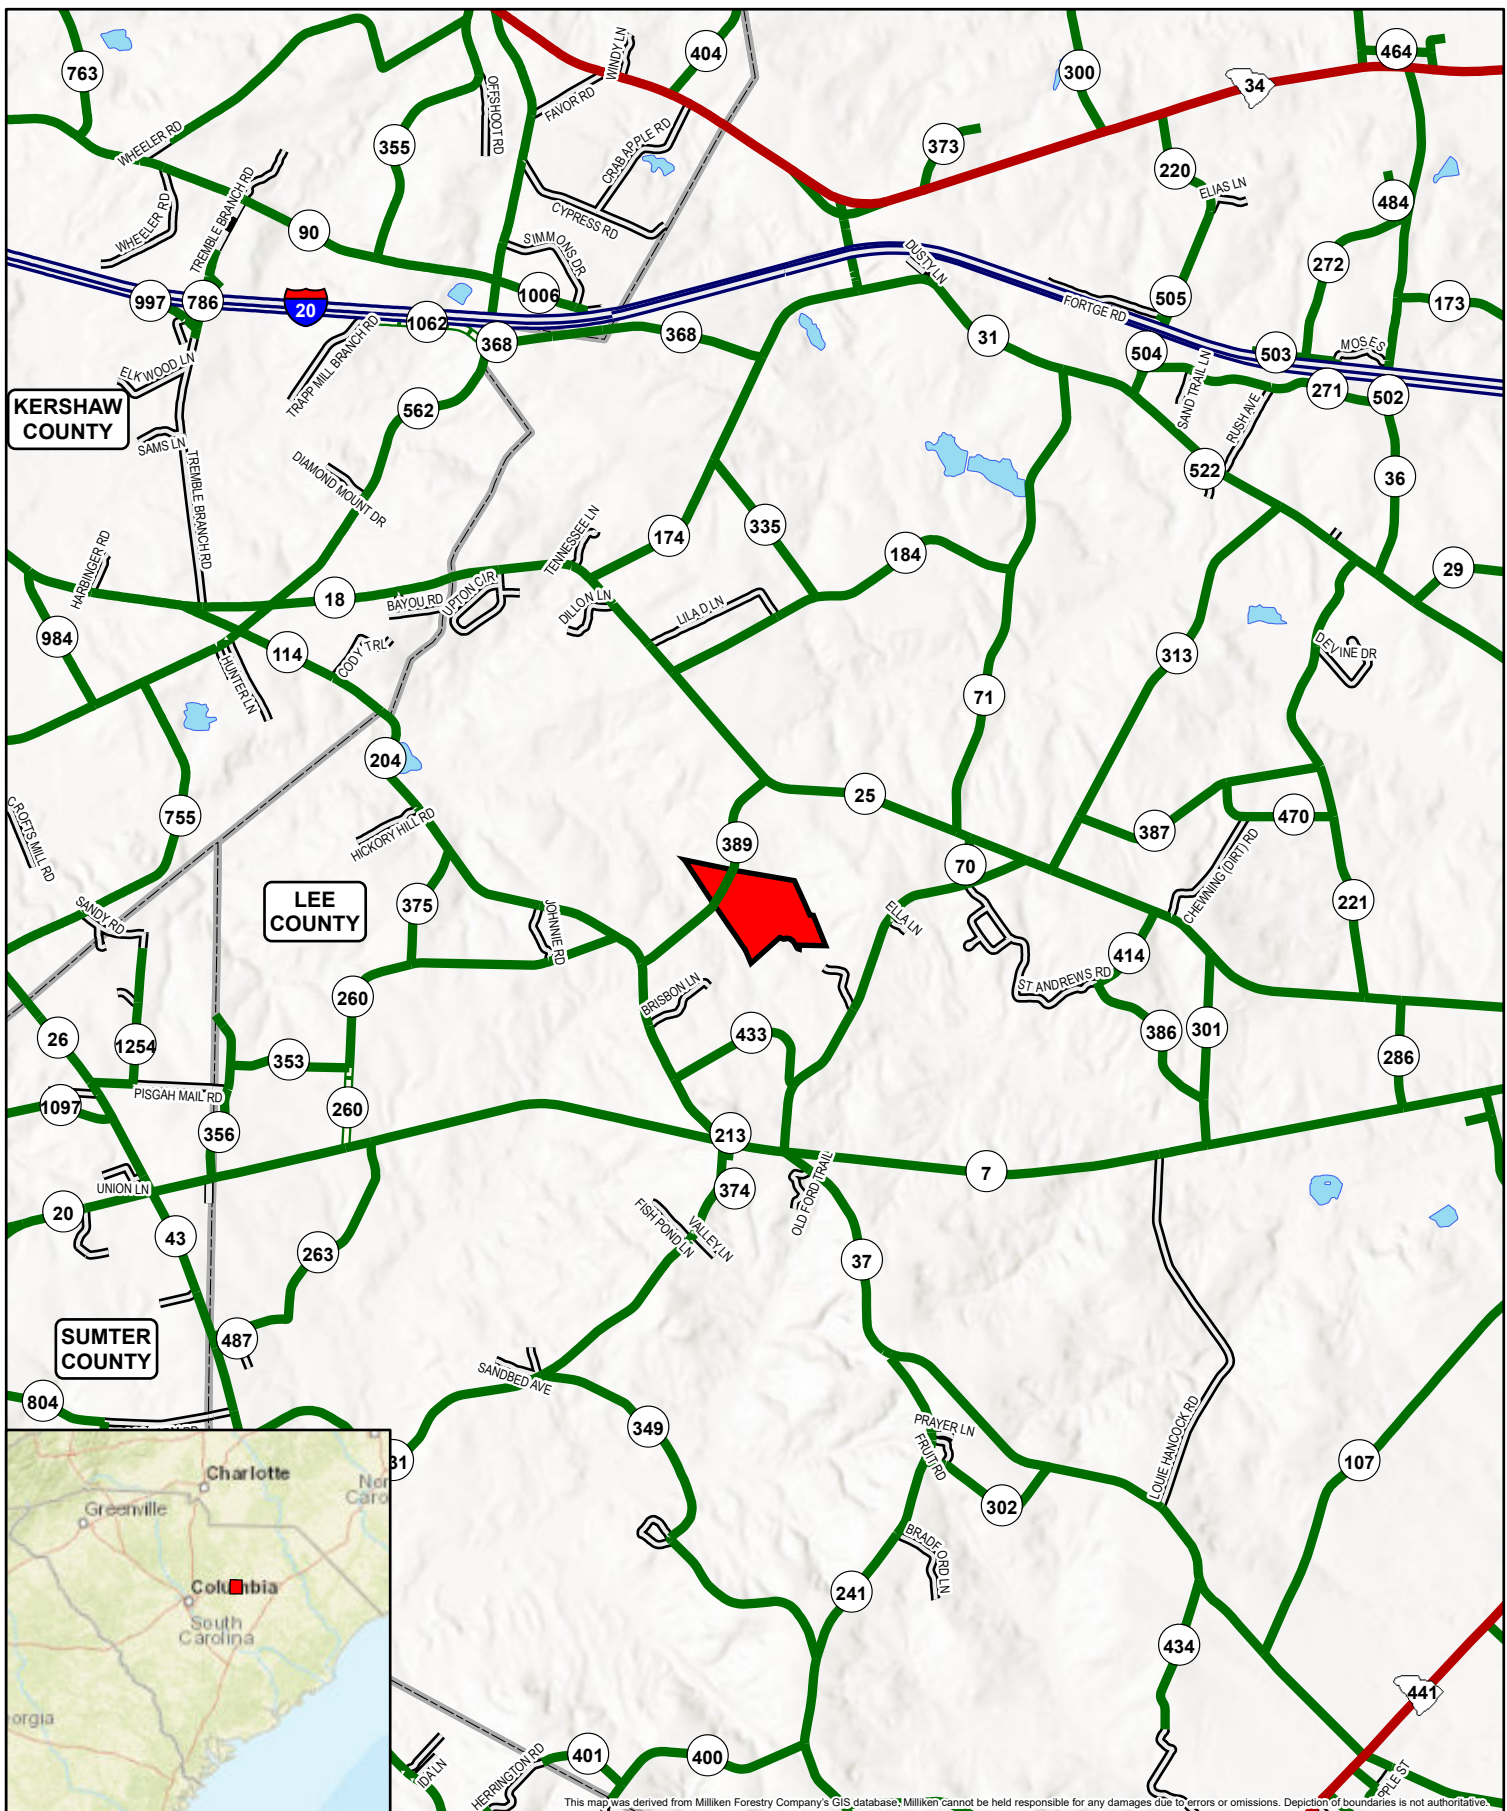 763
404
300
464
34
WINDY LN
OFFSHOOT RD
FAVOR RD
WHEELER RD
355
CRAB APPLE RD
373
220
ELIAS LN
484
TREMBLE BRANCH RD
WHEELER RD
90
CYPRESS RD
SIMMONS DR
DUSTY LN
272
997
786
20
1006
505
173
1062
368
368
FORTGE RD
31
504
503
MOSES
TRAPP MILL BRANCH RD
ELKWOOD LN
SAND TRAIL LN
271
502
KERSHAW
COUNTY
562
RUSH AVE
SAMS LN
TREMBLE BRANCH RD
DIAMOND MOUNT DR
522
36
TENNESSEE LN
174
335
184
HARBINGER RD
29
18
BAYOU RD
UPTON CIR
DILLON LN
LILA D LN
984
114
CODY TRL
HUNTER LN
313
DEVINE DR
71
204
CROFTS MILL RD
755
HICKORY HILL RD
25
389
387
470
70
CHEWNING (DIRT) RD
LEE
COUNTY
375
JOHNNIE RD
ELLA LN
221
SANDY RD
414
ST ANDREWS RD
260
BRISBON LN
26
1254
353
433
386
301
286
PISGAH MAIL RD
1097
260
356
213
7
UNION LN
374
OLD FORD TRAIL
20
43
FISH POND LN
VALLEY LN
263
37
SUMTER
COUNTY
487
SANDBED AVE
804
349
PRAYER LN
FRUIT RD
LOUIE HANCOCK RD
107
31
302
Charlotte
Greenville
Nor
Caro
BRADFORD LN
241
Columbia
South
Carolina
434
orgia
441
IDA LN
HERRINGTON RD
401
400
PPLE ST
This map was derived from Milliken Forestry Company's GIS database, Milliken cannot be held responsible for any damages due to errors or omissions. Depiction of boundaries is not authoritative.